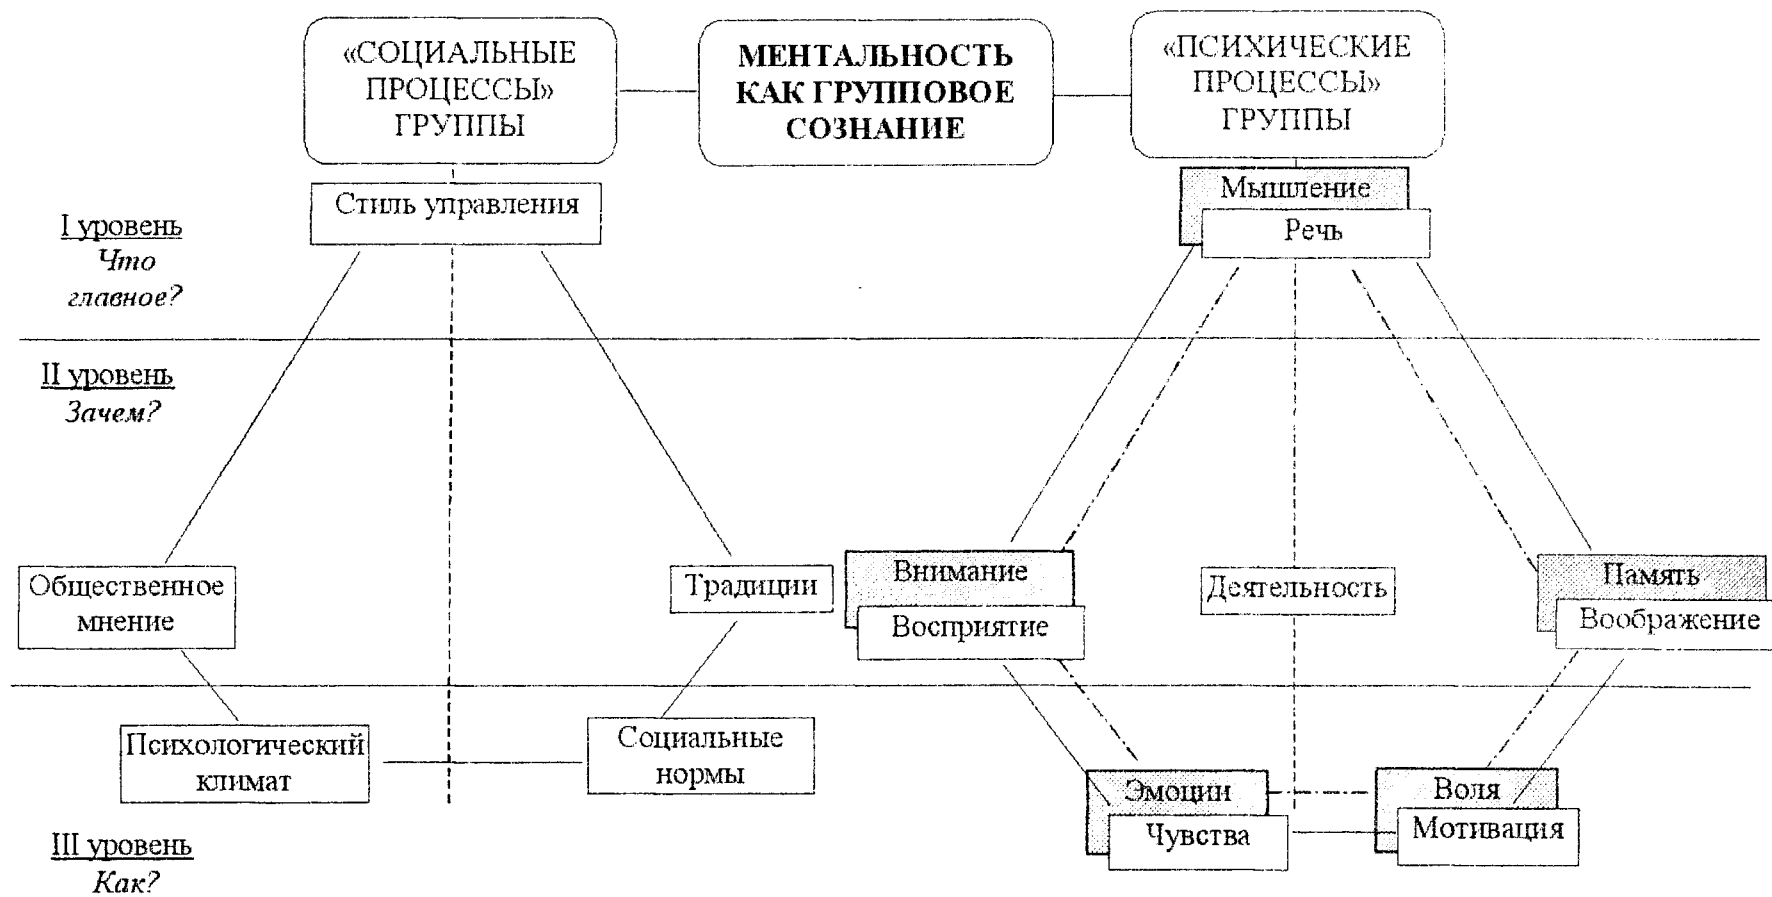 «СОЦИАЛЬНЫЕ
ПРОЦЕССЫ»
ГРУППЫ
МЕНТАЛЬНОСТЬ
КАК ГРУППОВОЕ
СОЗНАНИЕ
«ПСИХИЧЕСКИЕ
ПРОЦЕССЫ»
ГРУППЫ
I уровень
Что
главное?
Стиль управления
Мышление
Речь
II уровень
Зачем?
Общественное
мнение
Традиции
Внимание
Восприятие
Деятельность
Память
Воображение
Психологический
климат
Социальные
нормы
Эмоции
Чувства
Воля
Мотивация
III уровень
Как?